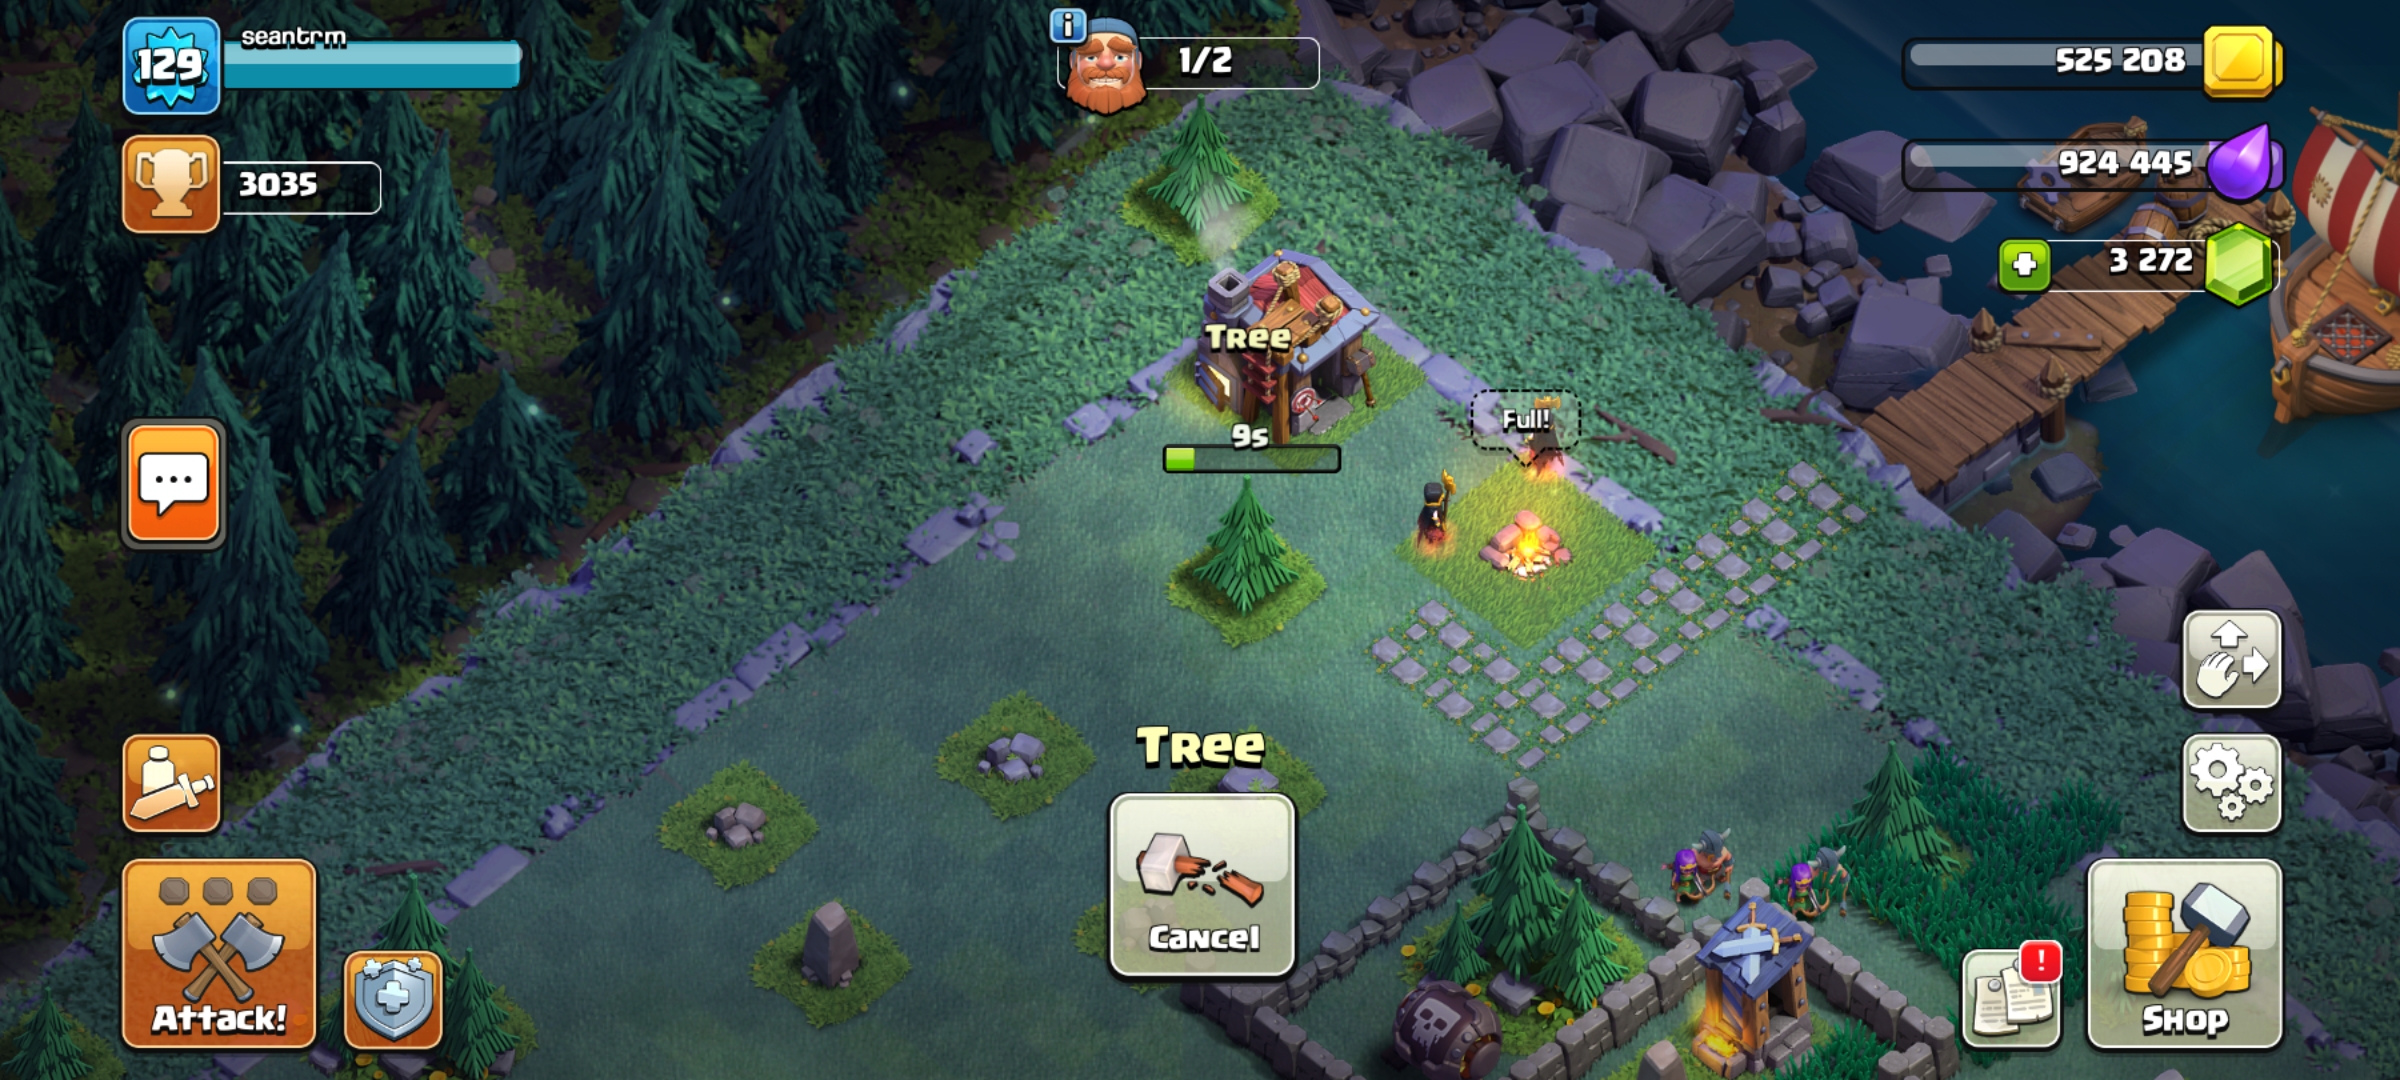 129
seantrm
i
1/2
525 208
3035
924 445
3 272
Tree
Full!
9s
Tree
Cancel
Attack!
!
Shop